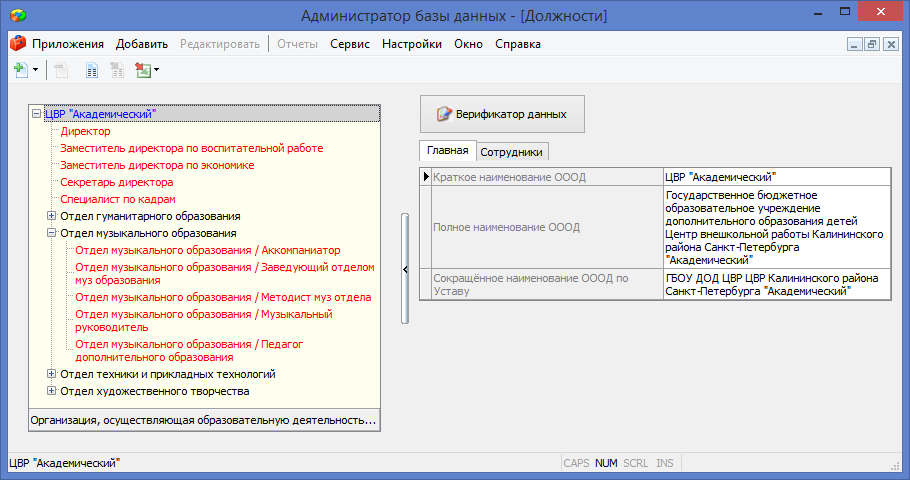 Администратор базы данных - [Должности]
Приложения Добавить Редактировать Отчеты Сервис Настройки Окно Справка
ЦВР "Академический"
Директор
Заместитель директора по воспитательной работе
Заместитель директора по экономике
Секретарь директора
Специалист по кадрам
Отдел гуманитарного образования
Отдел музыкального образования
Отдел музыкального образования / Аккомпаниатор
Отдел музыкального образования / Заведующий отделом
муз образования
Отдел музыкального образования / Методист муз отдела
Отдел музыкального образования / Музыкальный
руководитель
Отдел музыкального образования / Педагог
дополнительного образования
Отдел техники и прикладных технологий
Отдел художественного творчества
Организация, осуществляющая образовательную деятельность...
Верификатор данных
Главная Сотрудники
Краткое наименование ОООД ЦВР "Академический"
Полное наименование ОООД
Государственное бюджетное
образовательное учреждение
дополнительного образования детей
Центр внешкольной работы Калининского
района Санкт-Петербурга
"Академический"
Сокращённое наименование ОООД по
Уставу
ГБОУ ДОД ЦВР ЦВР Калининского района
Санкт-Петербурга "Академический"
ЦВР "Академический" CAPS NUM SCRL INS